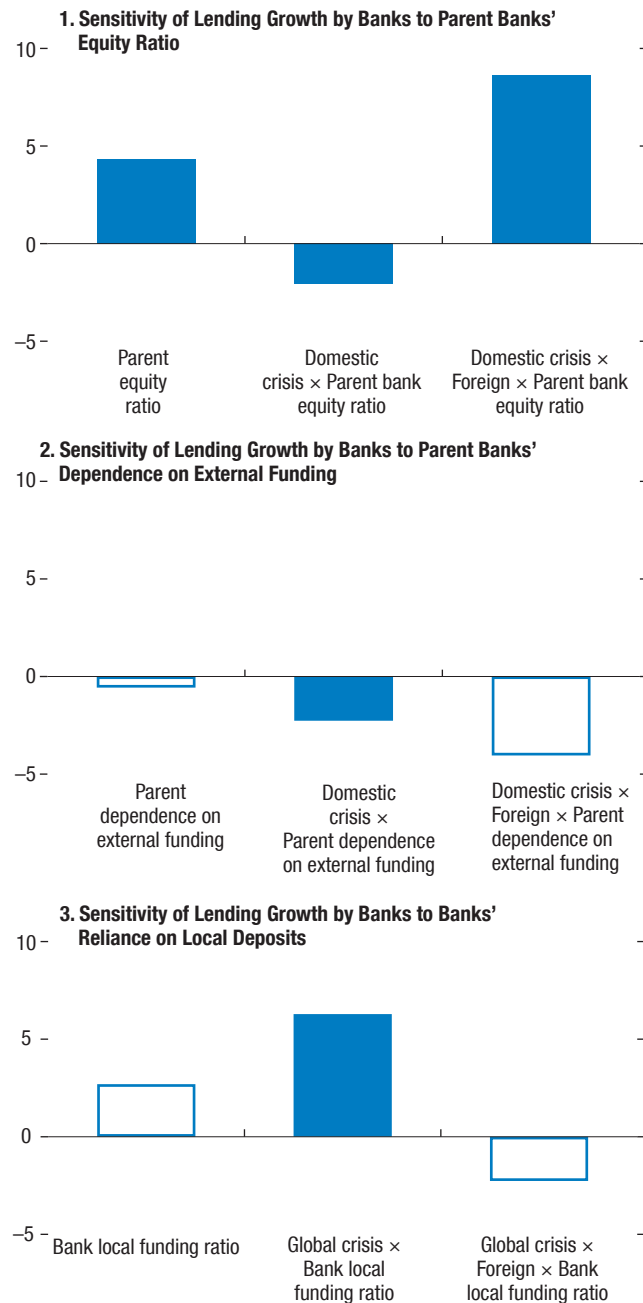 1. Sensitivity of Lending Growth by Banks to Parent Banks'
Equity Ratio
10
5
0
–5
Parent
equity
ratio
Domestic
crisis × Parent bank
equity ratio
Domestic crisis ×
Foreign × Parent bank
equity ratio
2. Sensitivity of Lending Growth by Banks to Parent Banks'
Dependence on External Funding
10
5
0
–5
Parent
dependence on
external funding
Domestic
crisis ×
Parent dependence
on external funding
Domestic crisis ×
Foreign × Parent
dependence on
external funding
3. Sensitivity of Lending Growth by Banks to Banks'
Reliance on Local Deposits
10
5
0
–5
Bank local funding ratio
Global crisis ×
Bank local
funding ratio
Global crisis ×
Foreign × Bank
local funding ratio